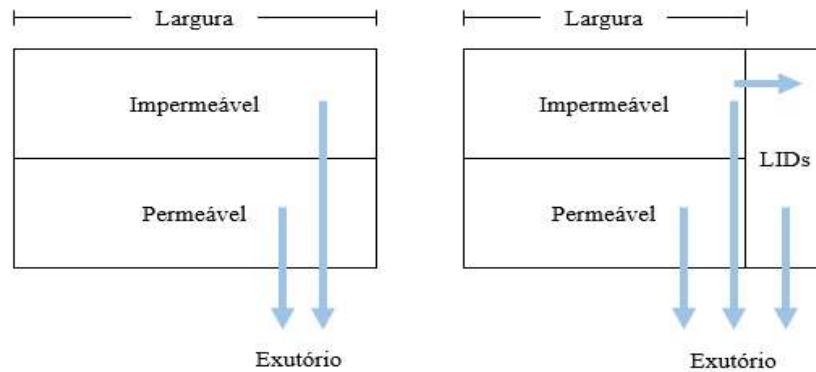 Largura
Largura
Impermeável
Impermeável
LIDs
Permeável
Permeável
Exutório
Exutório